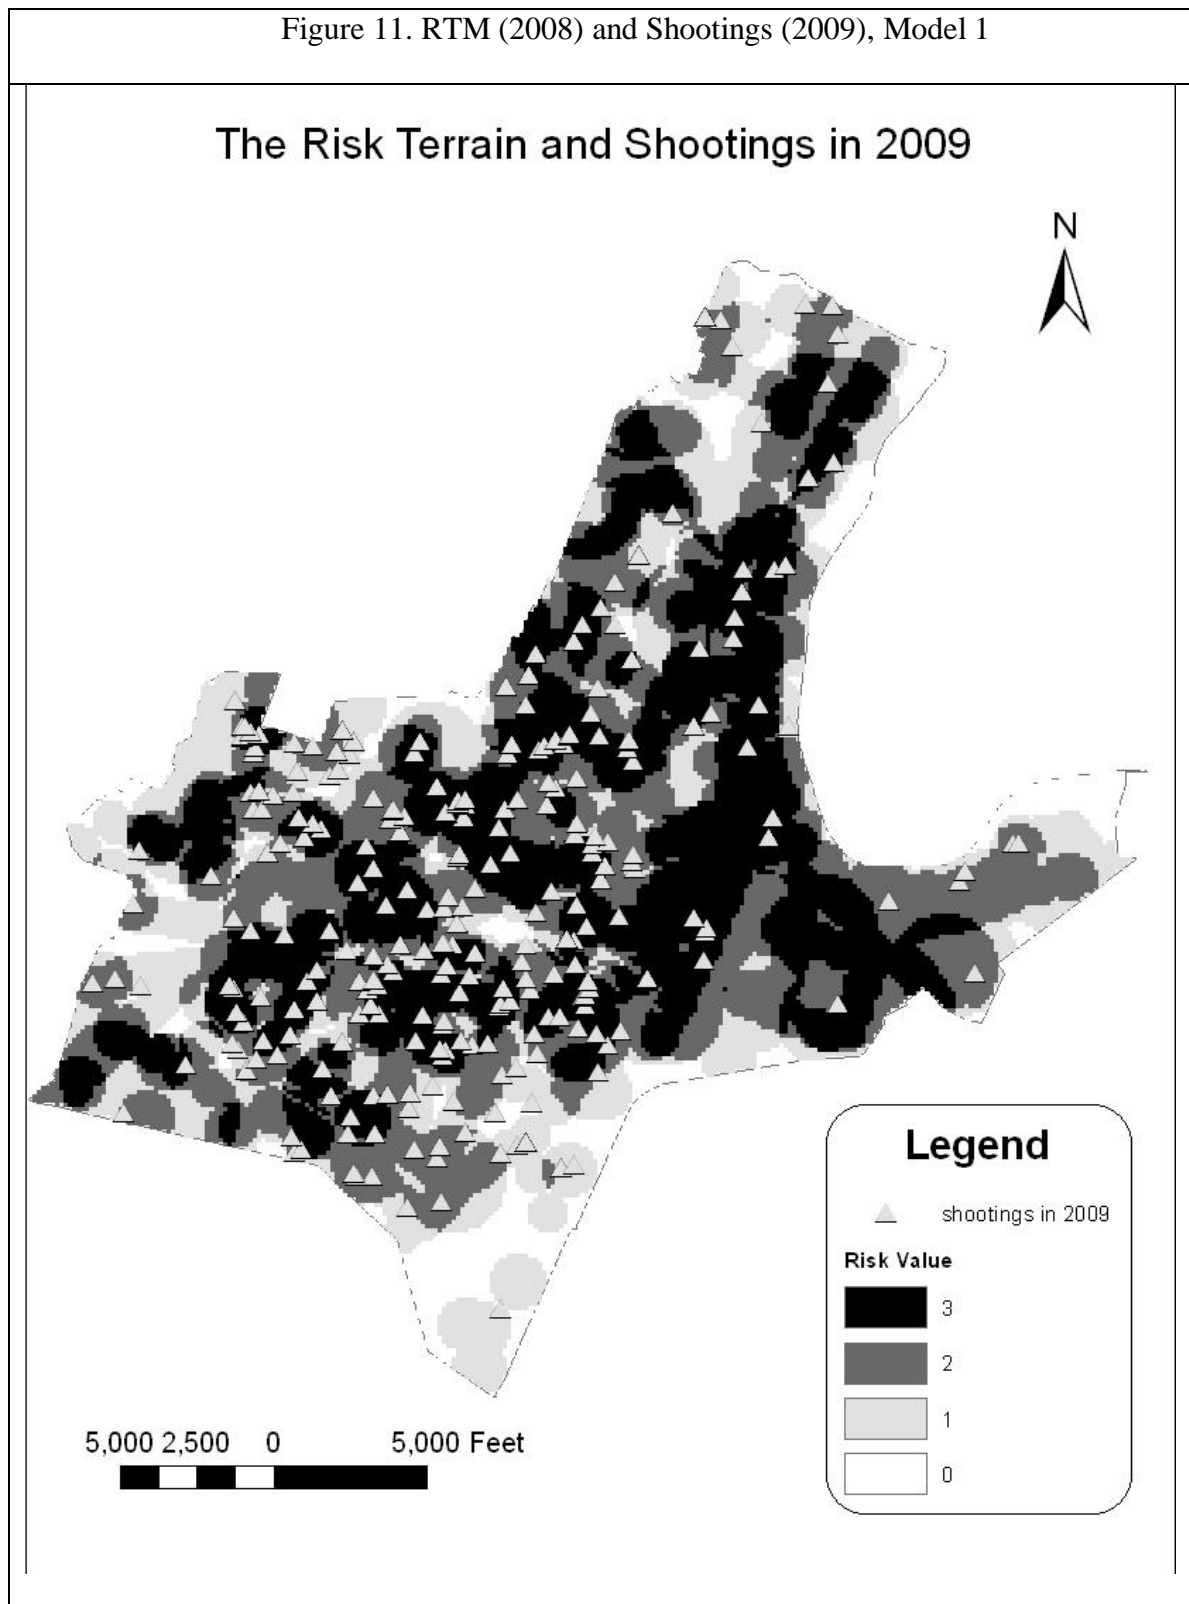 Figure 11. RTM (2008) and Shootings (2009), Model 1
The Risk Terrain and Shootings in 2009
N
Legend
shootings in 2009
Risk Value
3
2
1
0
5,000 2,500 0 5,000 Feet